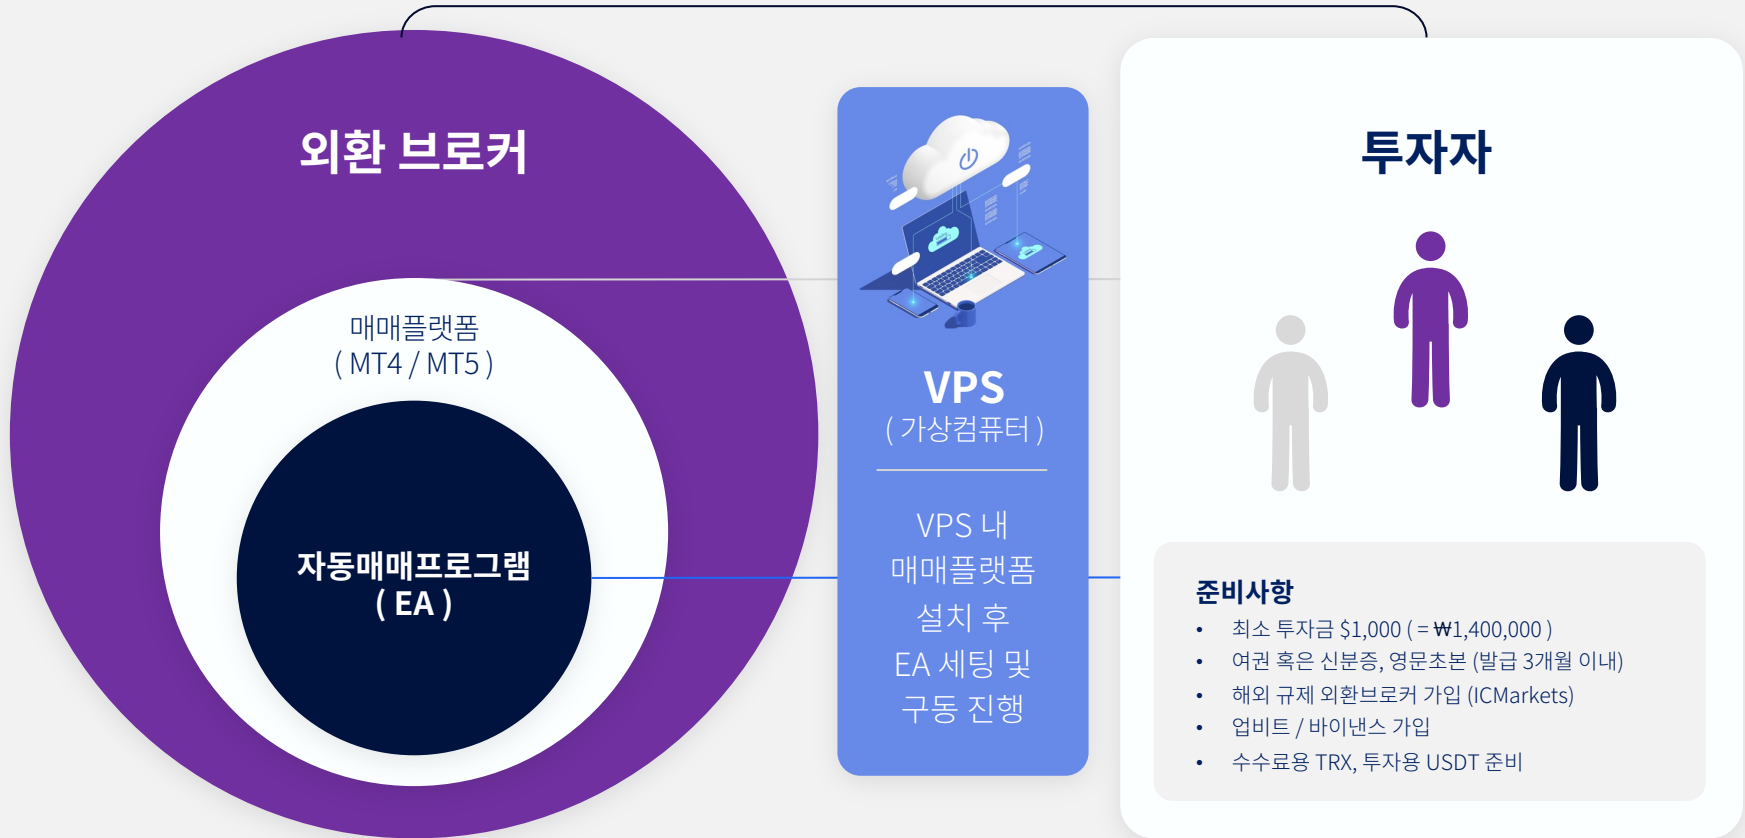 외환 브로커
매매플랫폼
( MT4 / MT5 )
자동매매프로그램
( EA )
VPS
( 가상컴퓨터 )
VPS 내
매매플랫폼
설치 후
EA 세팅 및
구동 진행
투자자
준비사항
• 최소 투자금 $1,000 ( = ₩1,400,000 )
• 여권 혹은 신분증, 영문초본 (발급 3개월 이내)
• 해외 규제 외환브로커 가입 (ICMarkets)
• 업비트 / 바이낸스 가입
• 수수료용 TRX, 투자용 USDT 준비